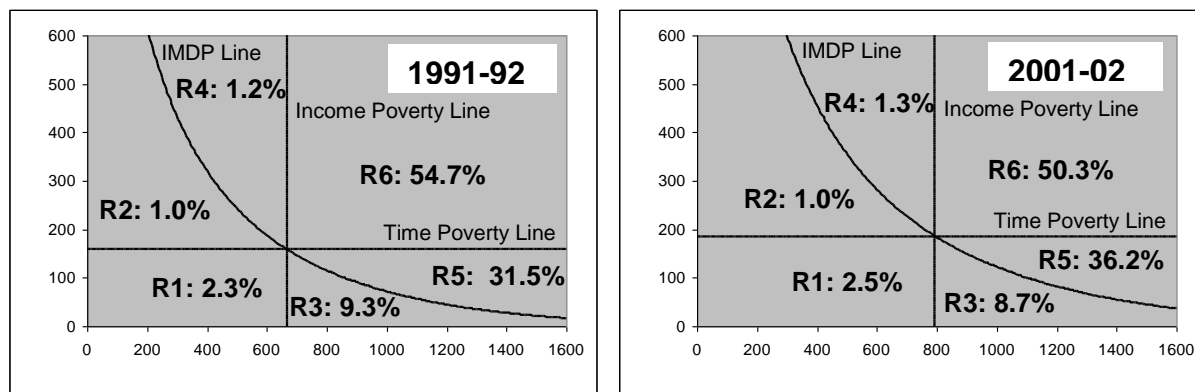 600
IMDP Line
1991-92
500
R4: 1.2%
Income Poverty Line
400
R6: 54.7%
300
R2: 1.0%
Time Poverty Line
200
100
R1: 2.3%
R3: 9.3%
R5: 31.5%
0
0 200 400 600 800 1000 1200 1400 1600
600
IMDP Line
2001-02
500
R4: 1.3%
Income Poverty Line
400
R6: 50.3%
300
R2: 1.0%
Time Poverty Line
200
R5: 36.2%
100
R1: 2.5%
R3: 8.7%
0
0 200 400 600 800 1000 1200 1400 1600